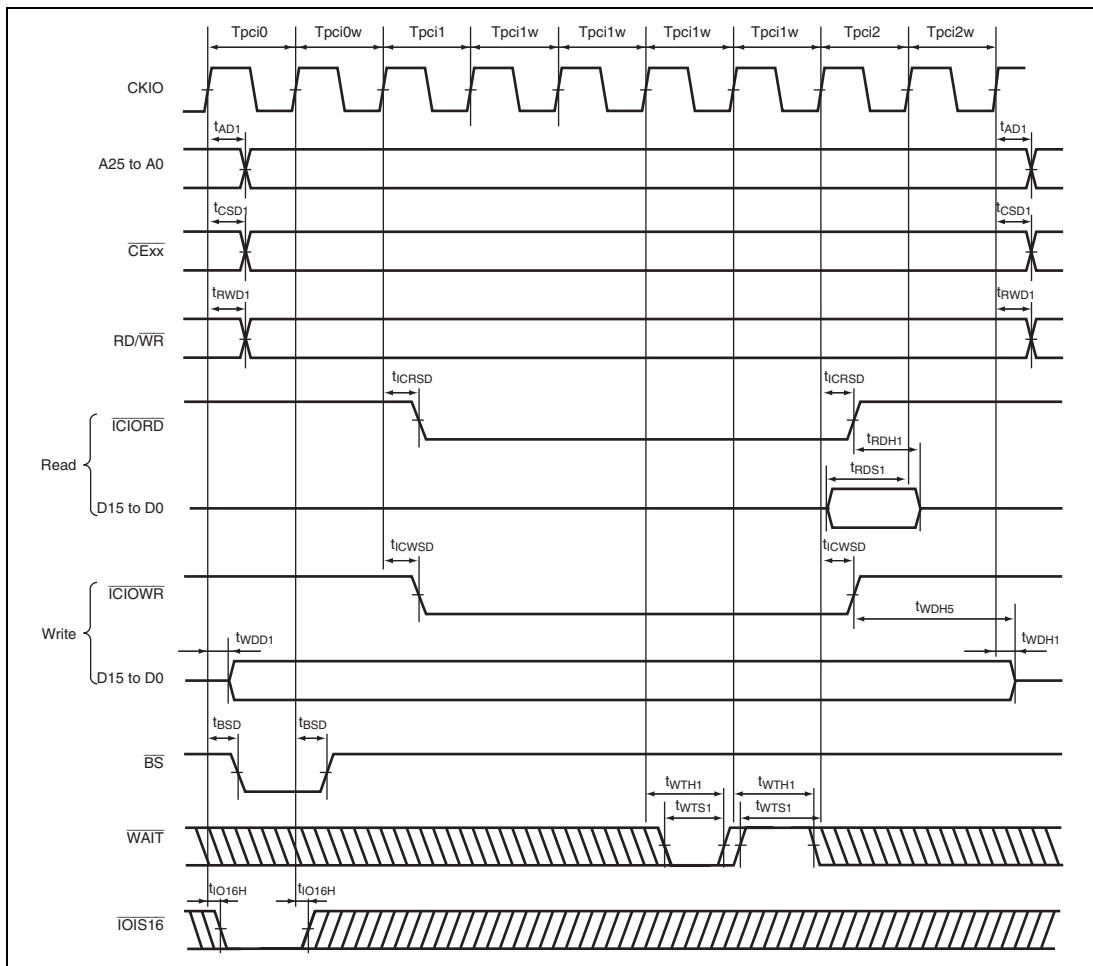 Tpci0 Tpci0w Tpci1 Tpci1w Tpci1w Tpci1w Tpci1w Tpci2 Tpci2w
CKIO
tAD1 tAD1
A25 to A0
tCSD1 tCSD1
CExx
tRWD1 tRWD1
RD/WR
tICRSD tICRSD
ICIORD
tRDH1
Read
tRDS1
D15 to D0
tICWSD tICWSD
ICIOWR
tWDH5
Write
tWDD1 tWDH1
D15 to D0
tBSD tBSD
BS
tWTH1 tWTH1
tWTS1 tWTS1
WAIT
tIO16H tIO16H
IOIS16